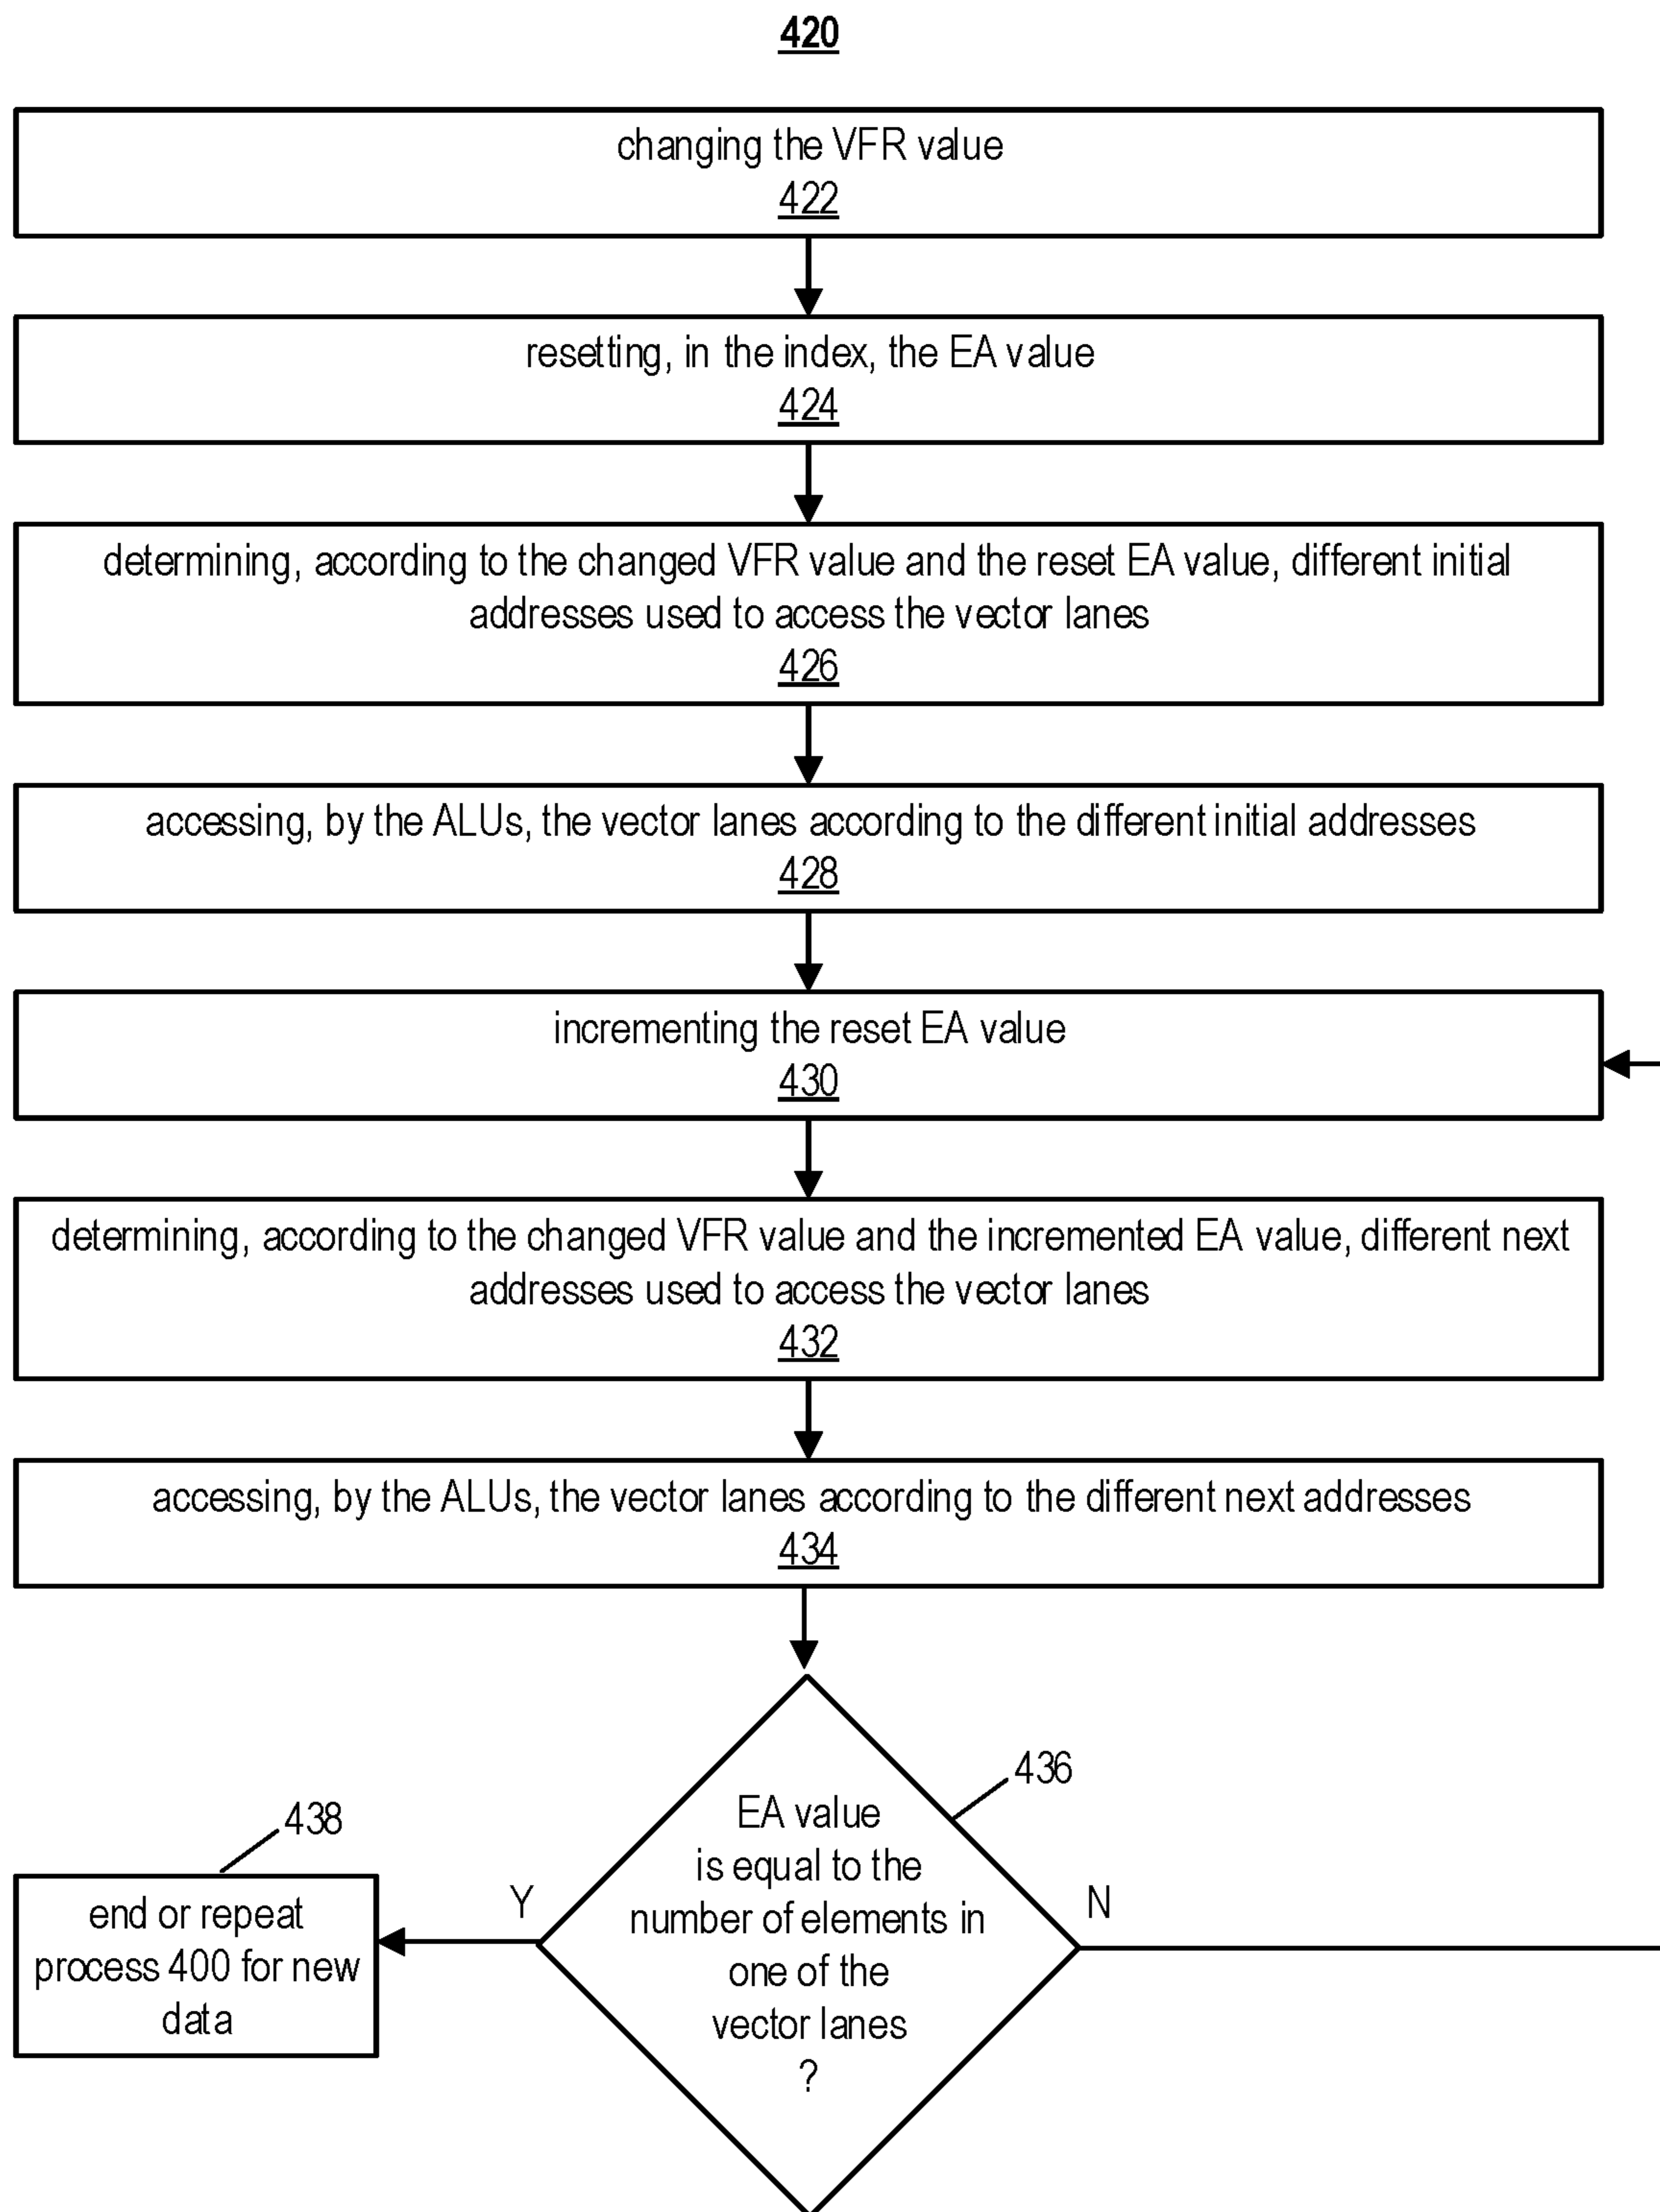 420
changing the VFR value
422
resetting, in the index, the EA value
424
determining, according to the changed VFR value and the reset EA value, different initial
addresses used to access the vector lanes
426
accessing, by the ALUs, the vector lanes according to the different initial addresses
428
incrementing the reset EA value
430
determining, according to the changed VFR value and the incremented EA value, different next
addresses used to access the vector lanes
432
accessing, by the ALUs, the vector lanes according to the different next addresses
434
436
EA value
is equal to the
number of elements in
one of the
vector lanes
?
Y
N
438
end or repeat
process 400 for new
data